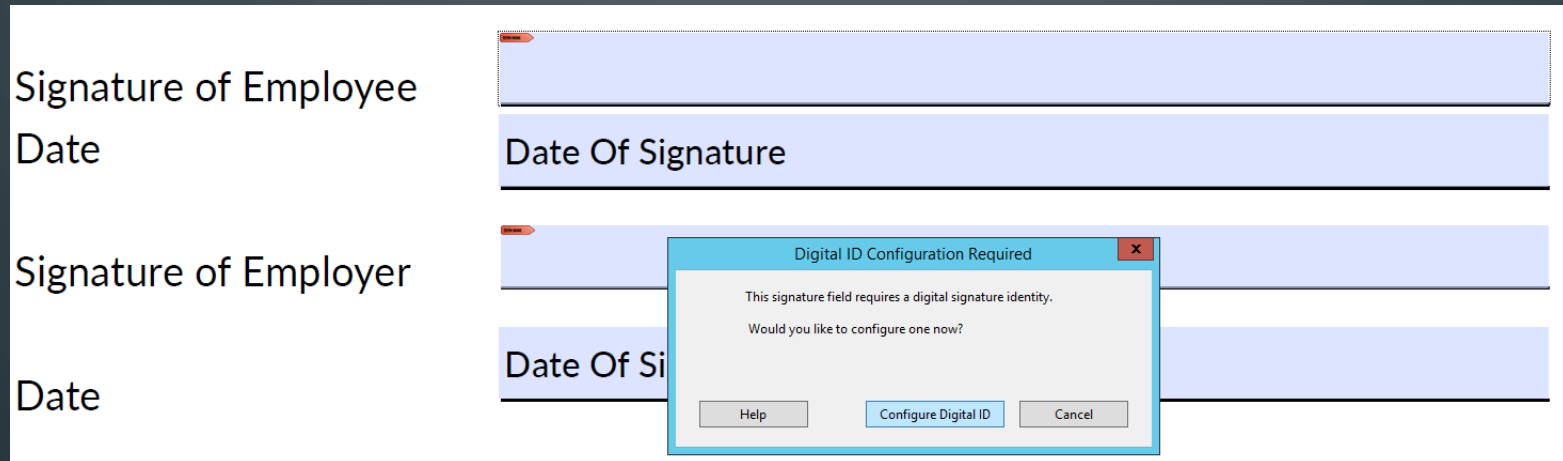 Signature of Employee
Date
Date Of Signature
Signature of Employer
Digital ID Configuration Required
x
This signature field requires a digital signature identity.
Would you like to configure one now?
Date Of Si
Date
Help
Configure Digital ID
Cancel